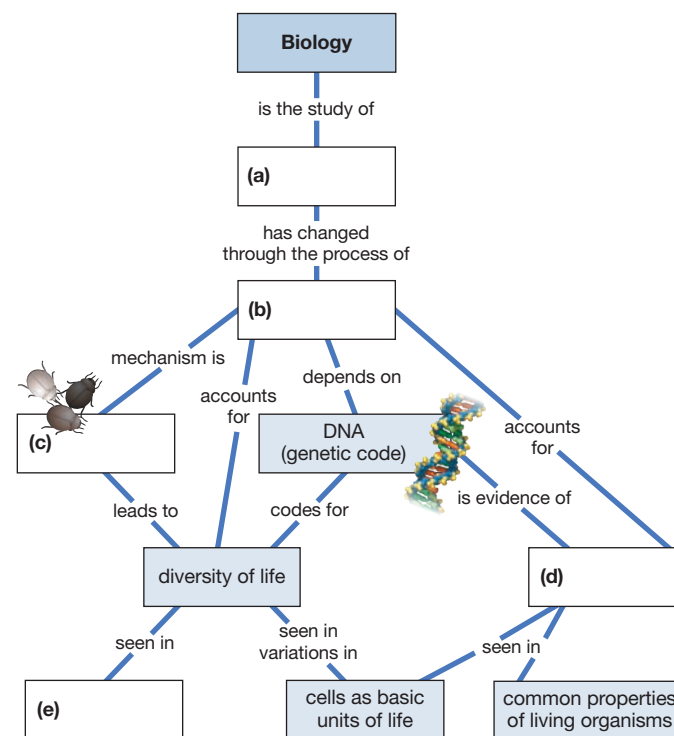 Biology
is the study of
(a)
has changed
through the process of
(b)
mechanism is
accounts
for
depends on
(c)
DNA
(genetic code)
accounts
for
is evidence of
leads to
codes for
diversity of life
(d)
seen in
seen in
variations in
seen in
(e)
cells as basic
units of life
common properties
of living organisms